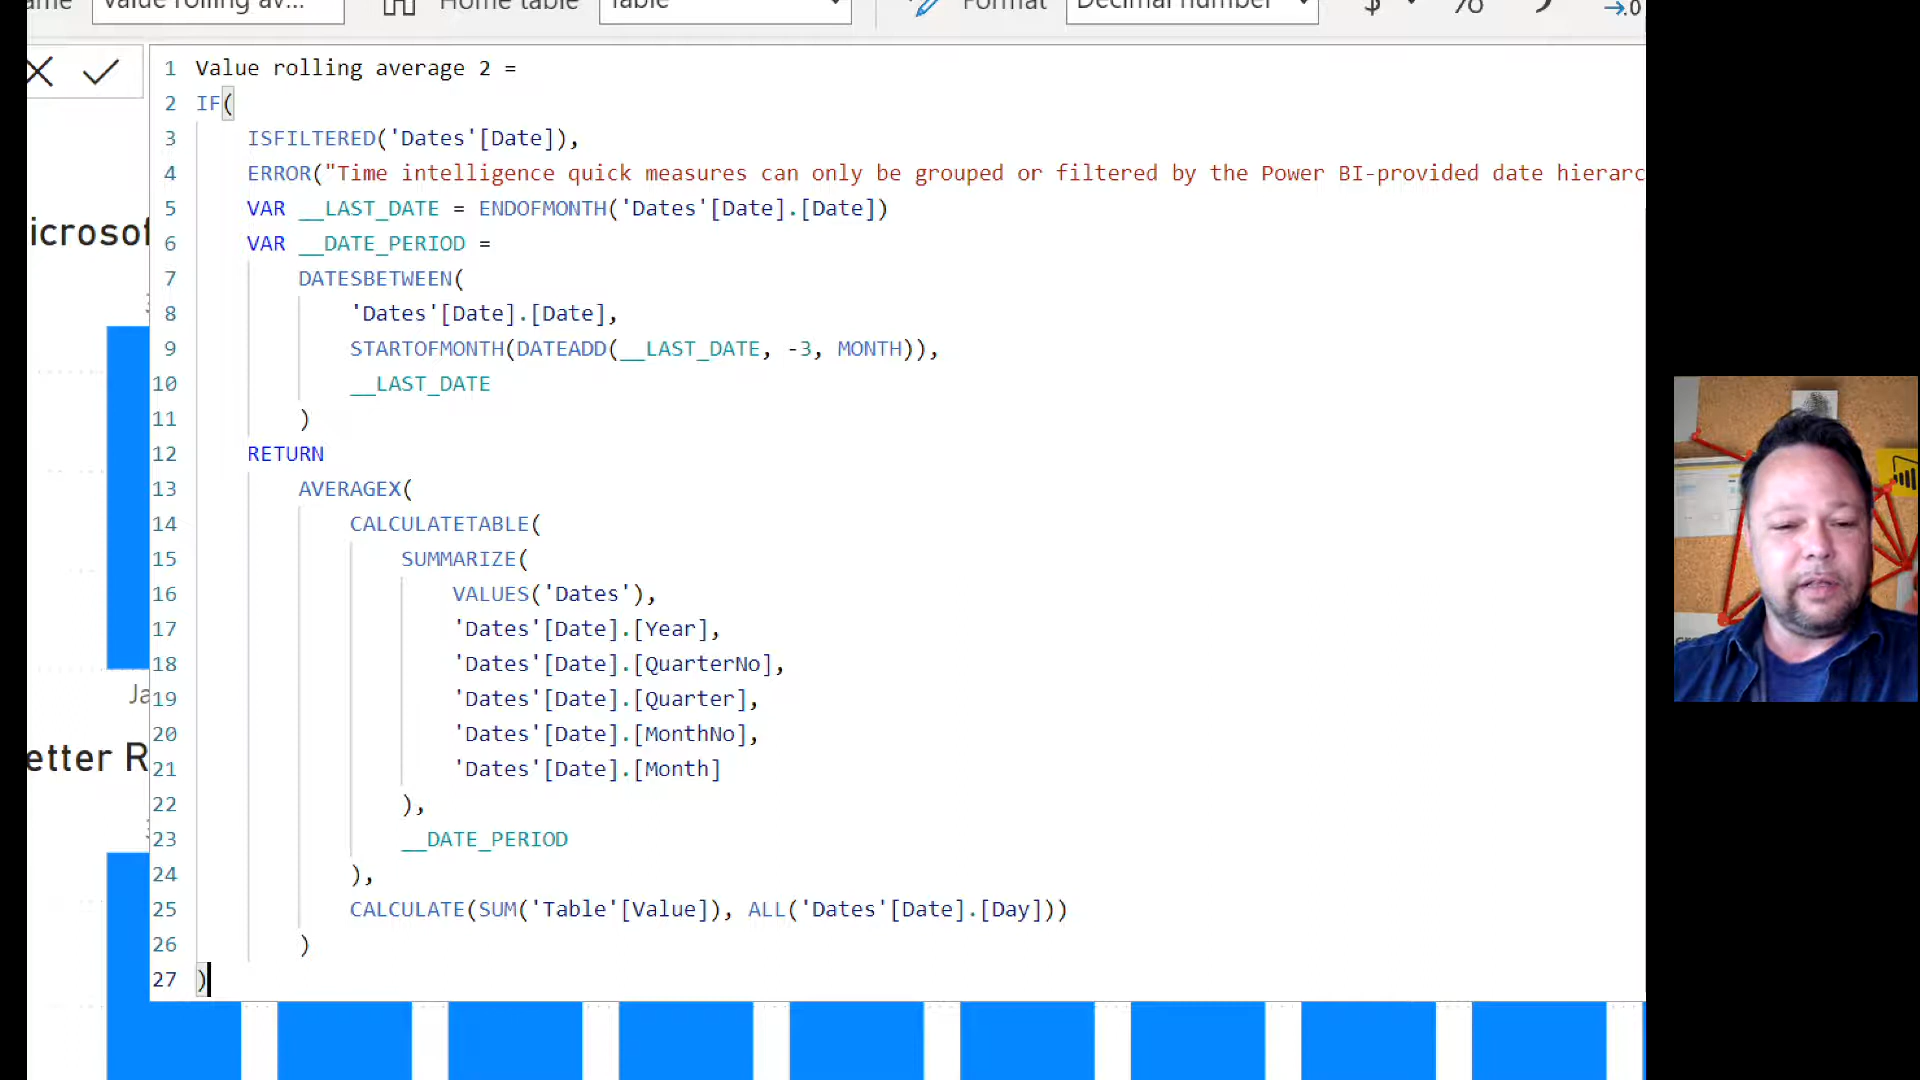 Value rolling av...
Home table
Table
Format
Decimal number
$
%
1 Value rolling average 2 =
2 IF(
3 ISFILTERED('Dates'[Date]),
4 ERROR("Time intelligence quick measures can only be grouped or filtered by the Power BI-provided date hierarc
5 VAR __LAST_DATE = ENDOFMONTH('Dates'[Date].[Date])
6 VAR __DATE_PERIOD =
7 DATESBETWEEN(
8 'Dates'[Date].[Date],
9 STARTOFMONTH(DATEADD(__LAST_DATE, -3, MONTH)),
10 __LAST_DATE
11 )
12 RETURN
13 AVERAGEX(
14 CALCULATETABLE(
15 SUMMARIZE(
16 VALUES('Dates'),
17 'Dates'[Date].[Year],
18 'Dates'[Date].[QuarterNo],
19 'Dates'[Date].[Quarter],
20 'Dates'[Date].[MonthNo],
21 'Dates'[Date].[Month]
22 ),
23 __DATE_PERIOD
24 ),
25 CALCULATE(SUM('Table'[Value]), ALL('Dates'[Date].[Day]))
26 )
27 )
icrosof
Ja
etter R